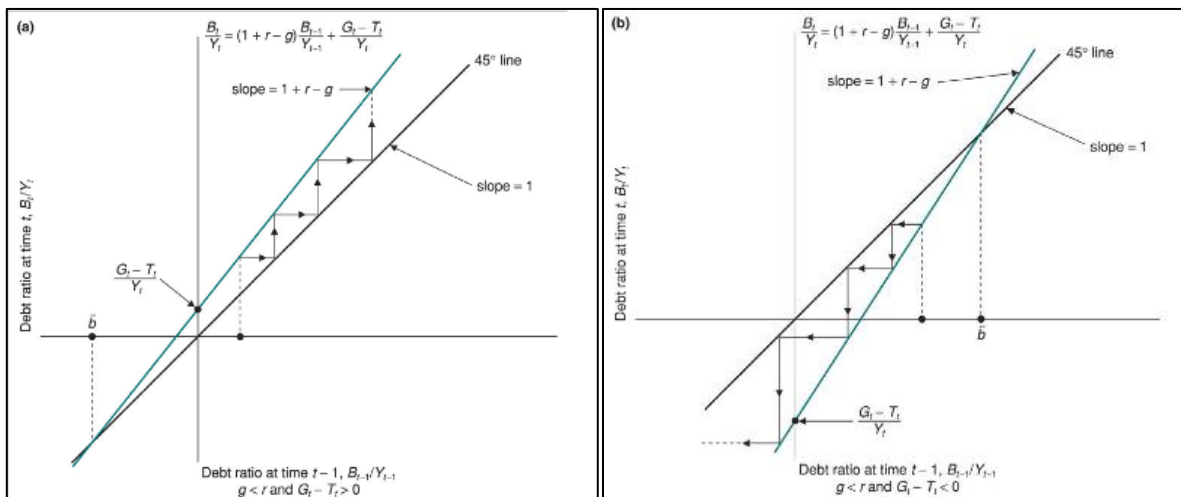 (a)
B_t/Y_t = (1 + r – g) B_{t–1}/Y_{t–1} + G_t – T_t/Y_t
45° line
slope = 1 + r – g
slope = 1
Debt ratio at time t, B_t/Y_t
G_t – T_t/Y_t
b̄
Debt ratio at time t – 1, B_{t–1}/Y_{t–1}
g < r and G_t – T_t > 0
(b)
B_t/Y_t = (1 + r – g) B_{t–1}/Y_{t–1} + G_t – T_t/Y_t
45° line
slope = 1 + r – g
slope = 1
Debt ratio at time t, B_t/Y_t
b̄
G_t – T_t/Y_t
Debt ratio at time t – 1, B_{t–1}/Y_{t–1}
g < r and G_t – T_t < 0